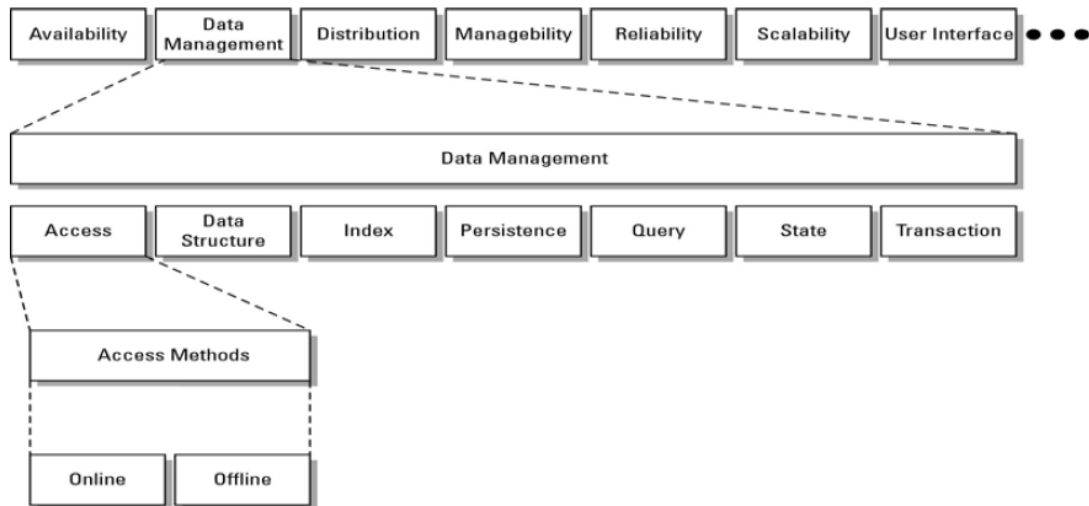 Availability
Data
Management
Distribution
Managebility
Reliability
Scalability
User Interface
Data Management
Access
Data
Structure
Index
Persistence
Query
State
Transaction
Access Methods
Online
Offline